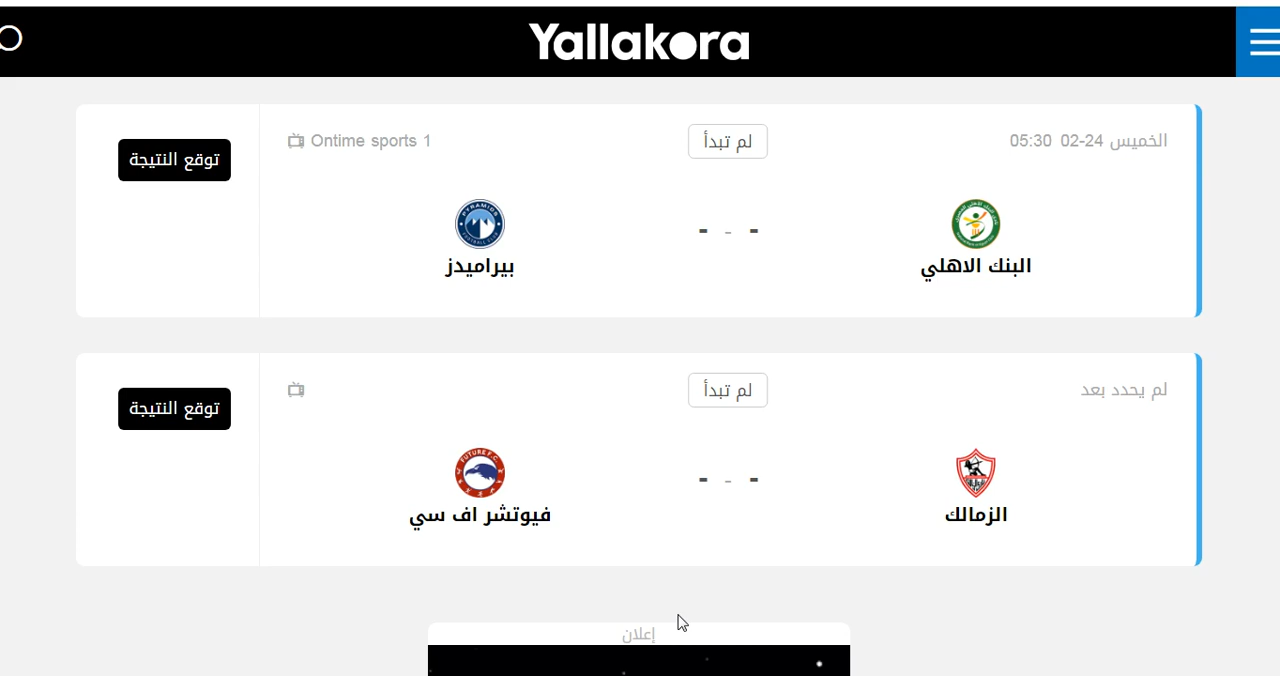 Yallakora
الخميس 24-02 05:30
لم تبدأ
Ontime sports 1
توقع النتيجة
البنك الاهلي
- - -
بيراميدز
لم يحدد بعد
لم تبدأ
توقع النتيجة
الزمالك
- - -
فيوتشر اف سي
إعلان